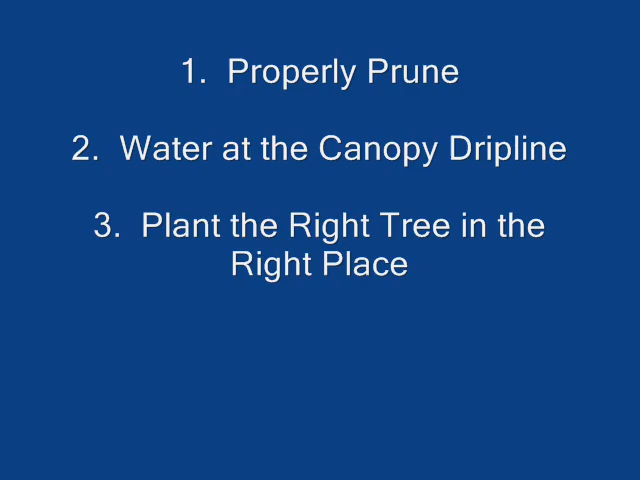 1. Properly Prune
2. Water at the Canopy Dripline
3. Plant the Right Tree in the
Right Place